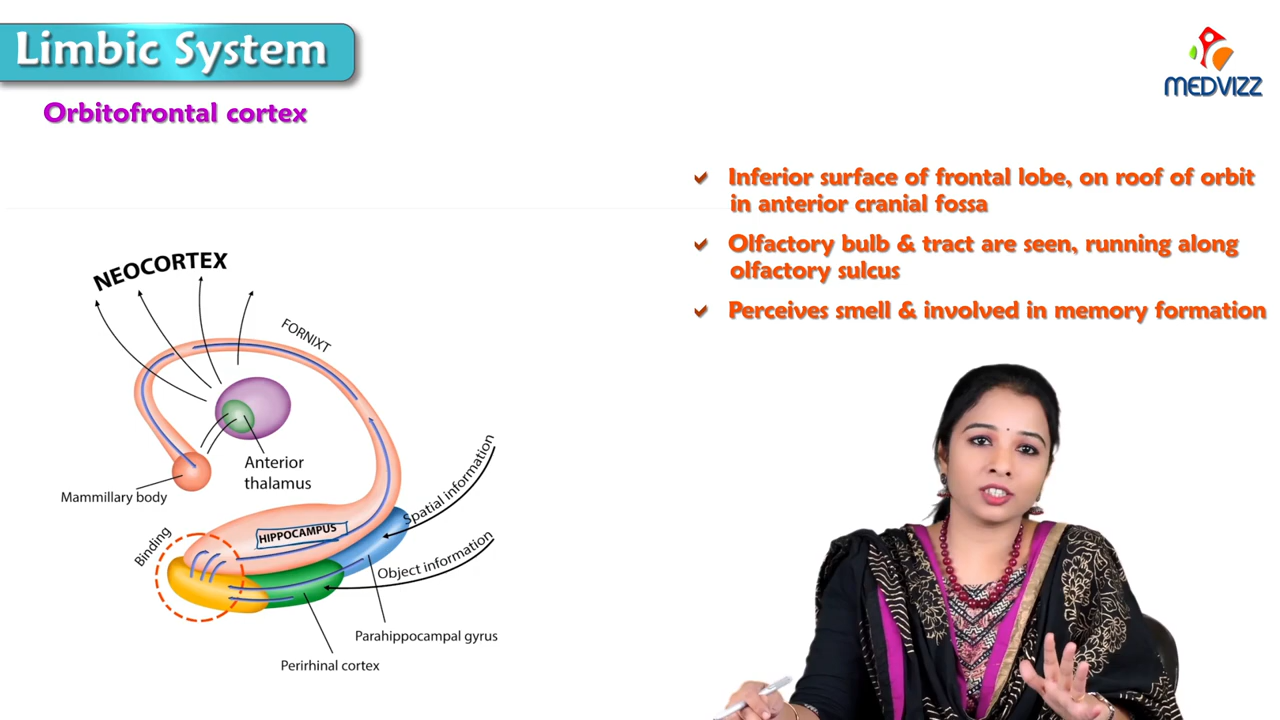 Limbic System
MEDVIZZ
Orbitofrontal cortex
Inferior surface of frontal lobe, on roof of orbit
in anterior cranial fossa
Olfactory bulb & tract are seen, running along
olfactory sulcus
Perceives smell & involved in memory formation
NEOCORTEX
FORNIXT
Anterior
thalamus
Mammillary body
Spatial information
HIPPOCAMPUS
Binding
Object information
Parahippocampal gyrus
Perirhinal cortex